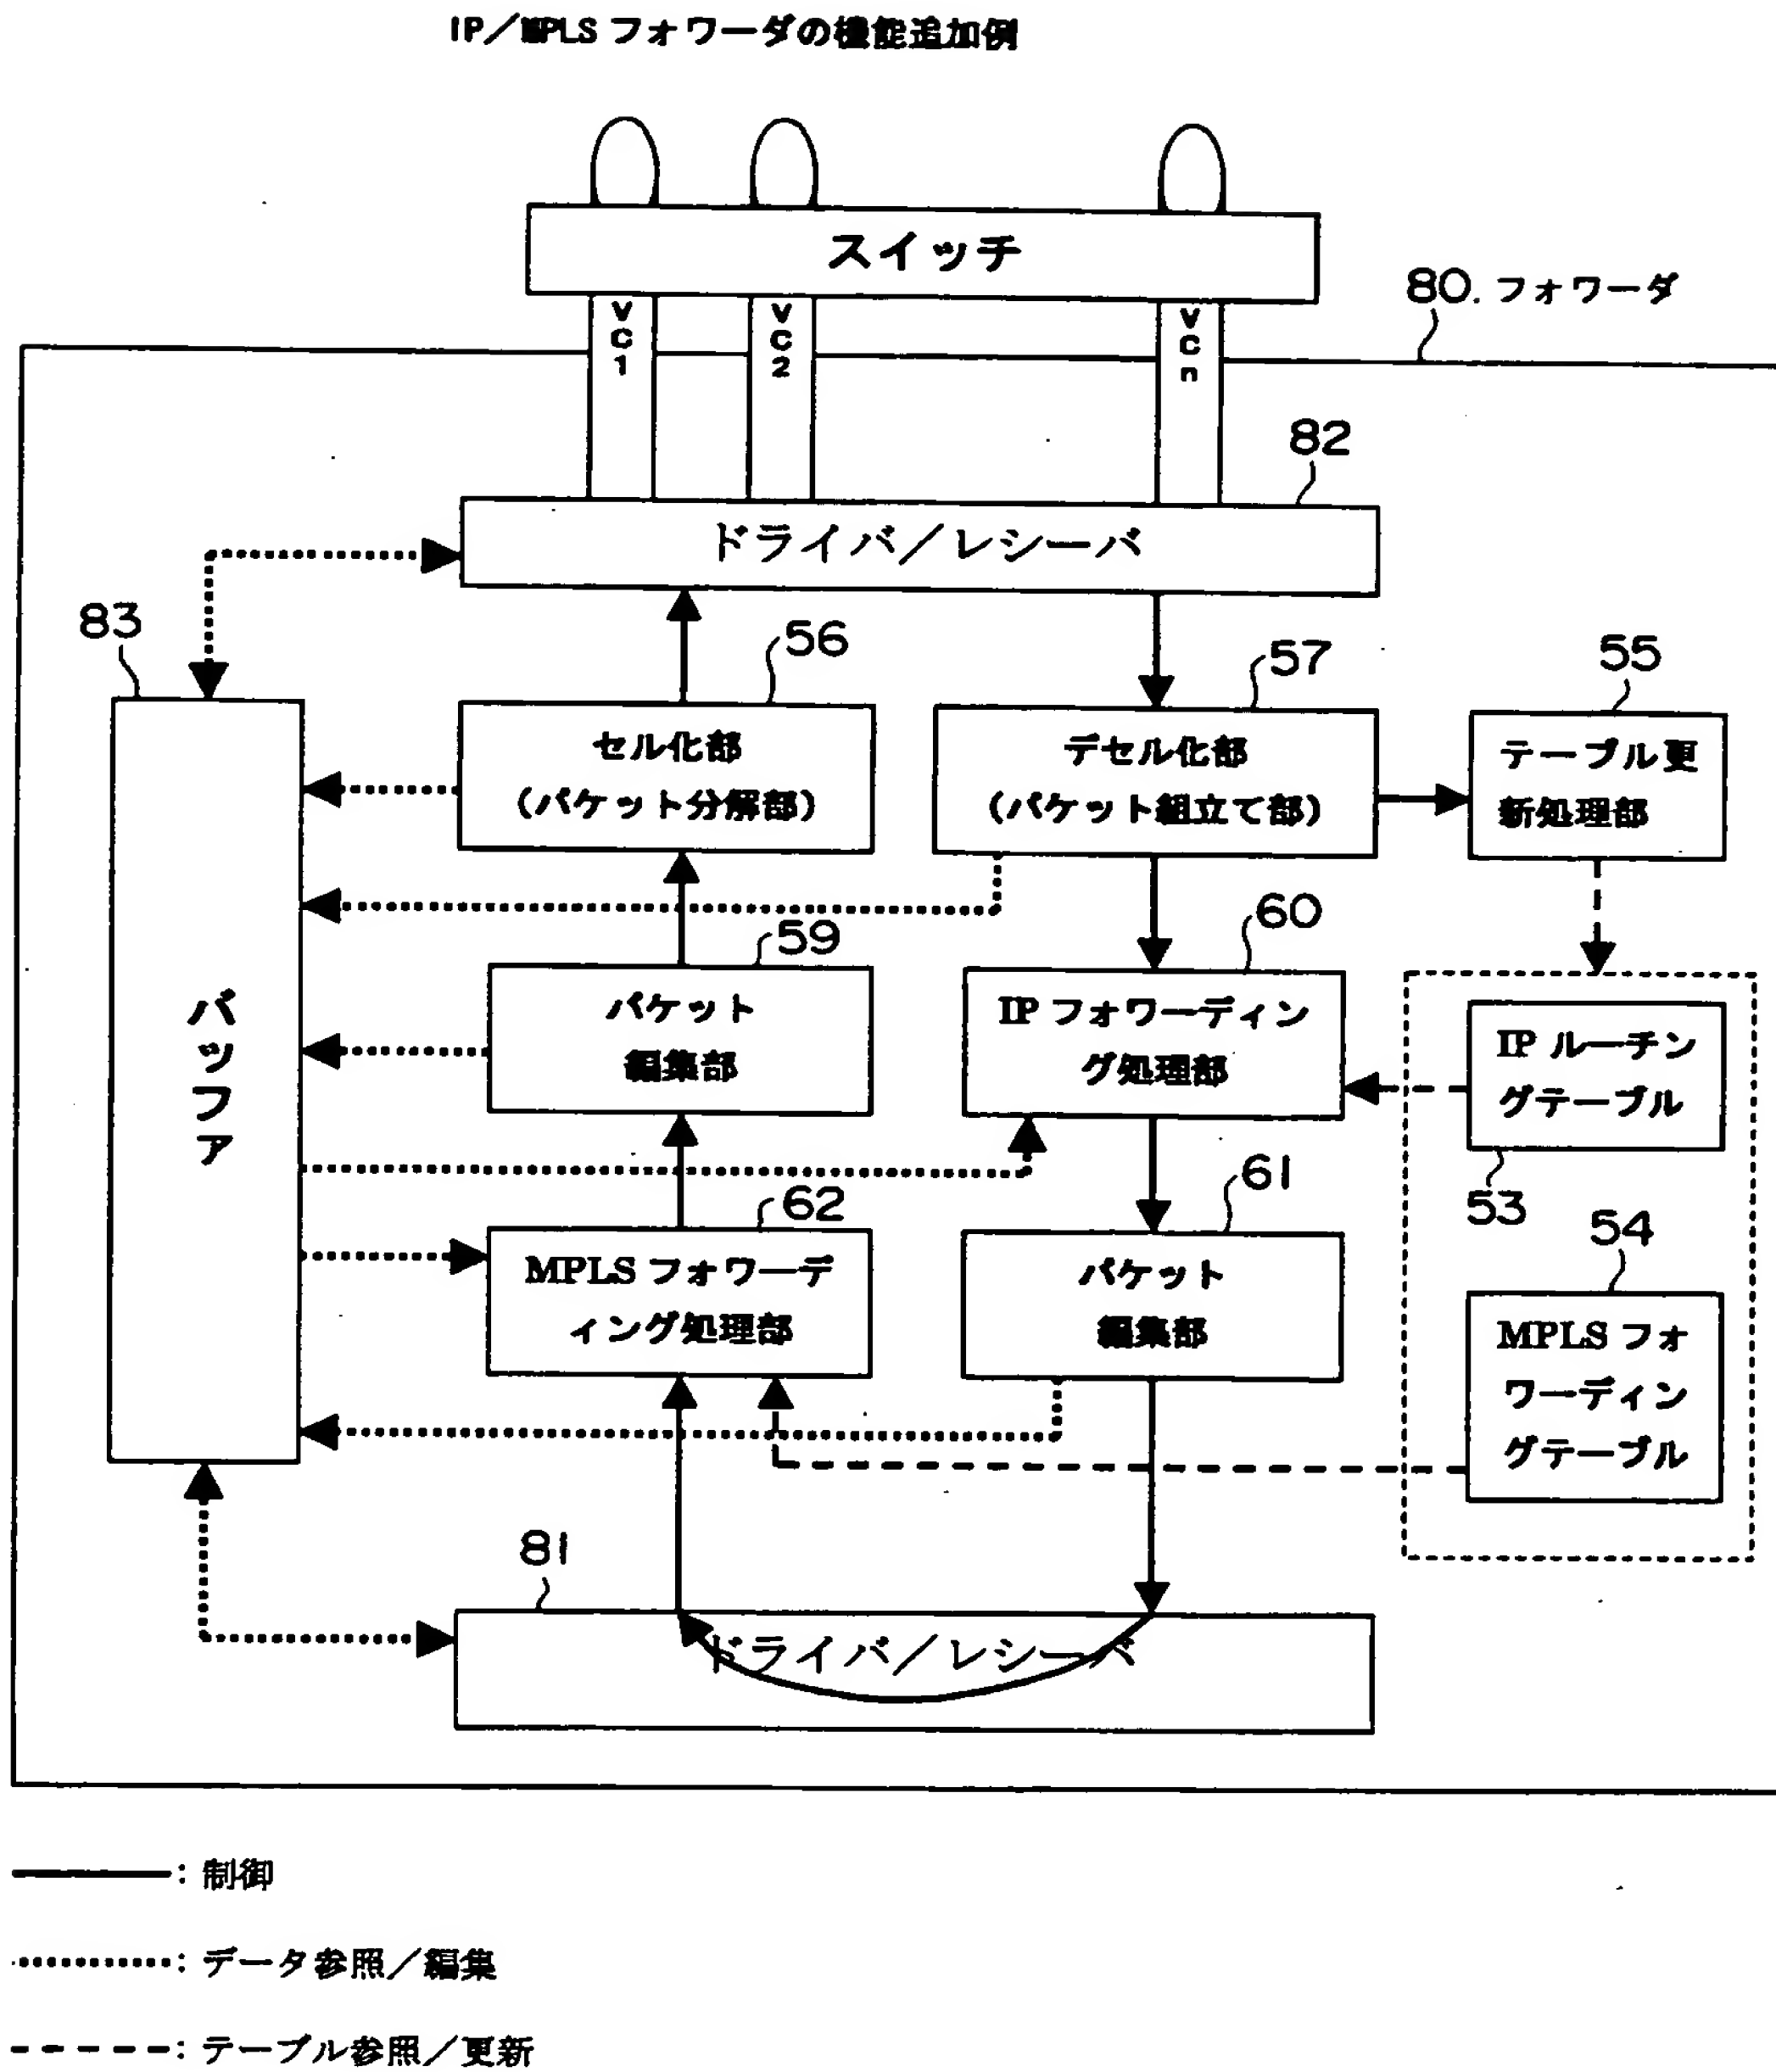 IP/MPLS フォワーダの機能追加例
スイッチ
VC1
VC2
VCn
80. フォワーダ
82
ドライバ/レシーバ
83
56
57
55
セル化部
(パケット分解部)
デセル化部
(パケット組立て部)
テーブル更
新処理部
59
60
バッファ
パケット
編集部
IP フォワーディン
グ処理部
IP ルーチン
グテーブル
53
62
61
54
MPLS フォワーデ
ィング処理部
パケット
編集部
MPLS フォ
ワーディン
グテーブル
81
ドライバ/レシーバ
: 制御
: データ参照/編集
: テーブル参照/更新